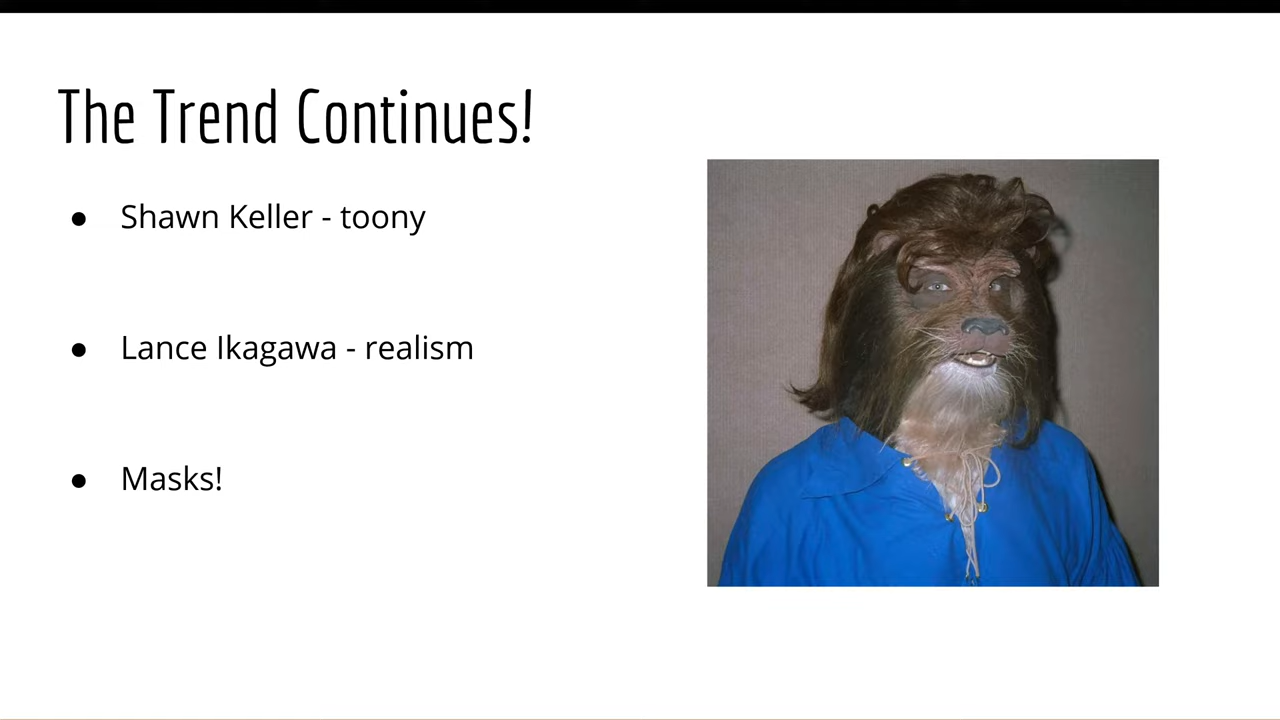 The Trend Continues!
● Shawn Keller - toony
● Lance Ikagawa - realism
● Masks!